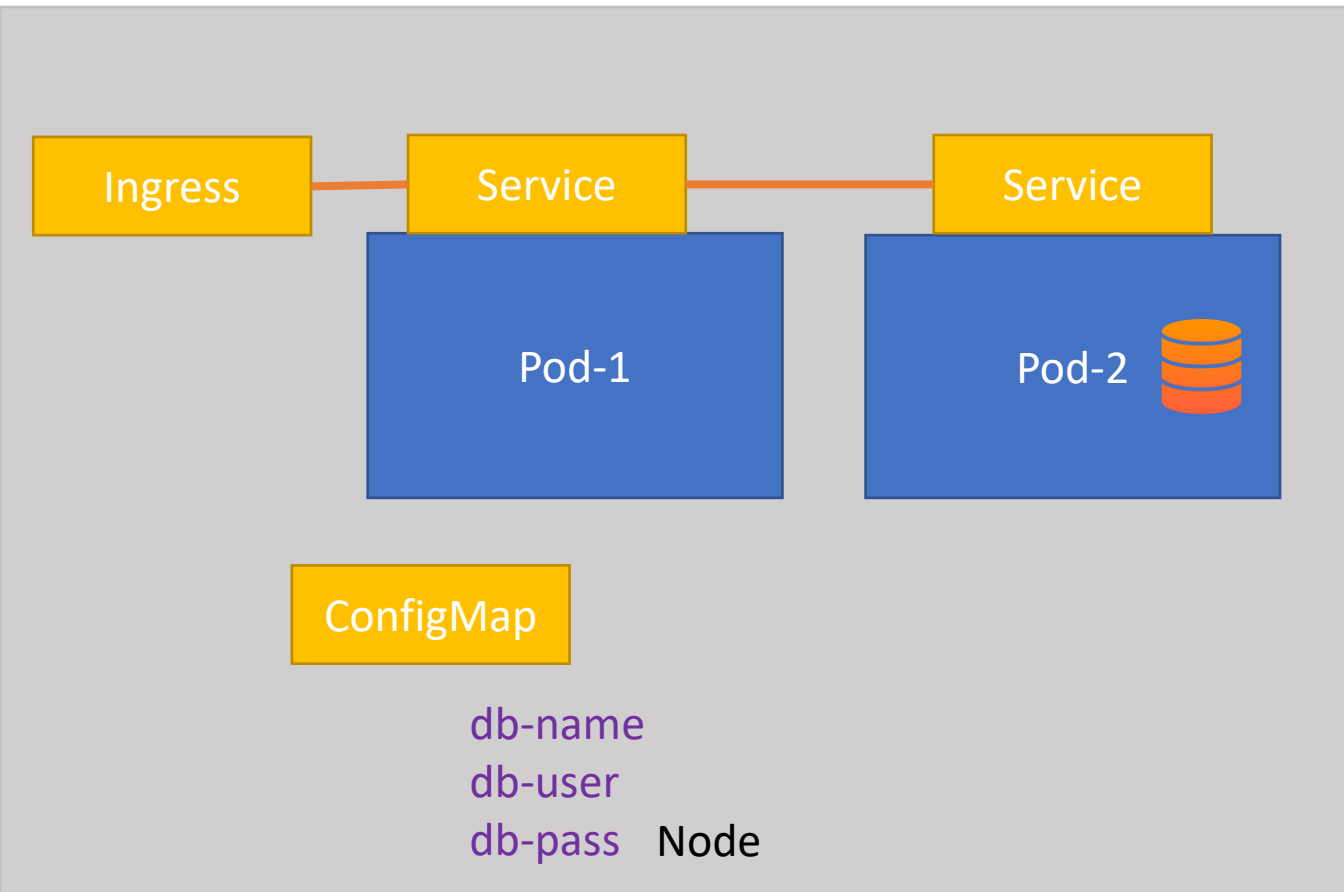 Ingress
Service
Service
Pod-1
Pod-2
ConfigMap
db-name
db-user
db-pass
Node